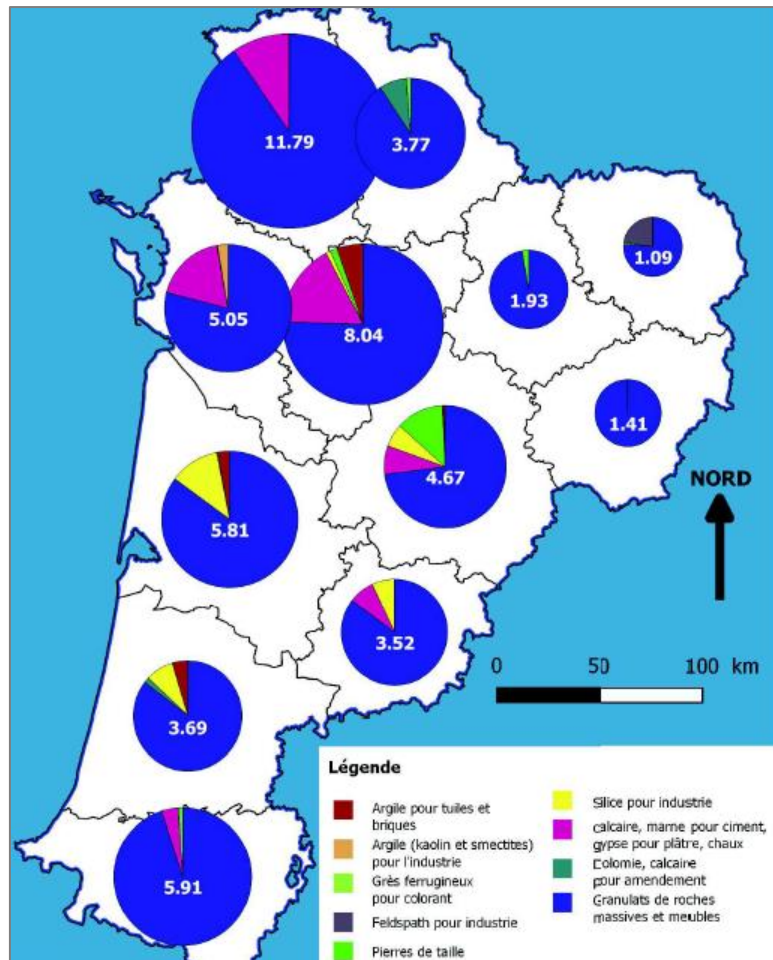 11.79
3.77
1.09
1.93
5.05
8.04
1.41
4.67
NORD
5.81
3.52
0 50 100 km
3.69
5.91
Légende
Argile pour tuiles et
briques
Argile (kaolin et smectites)
pour l'industrie
Grès ferrugineux
pour colorant
Feldspath pour industrie
Pierres de taille
Silice pour industrie
calcaire, marne pour ciment,
gypse pour plâtre, chaux
Dolomie, calcaire
pour amendement
Granulats de roches
massives et meubles